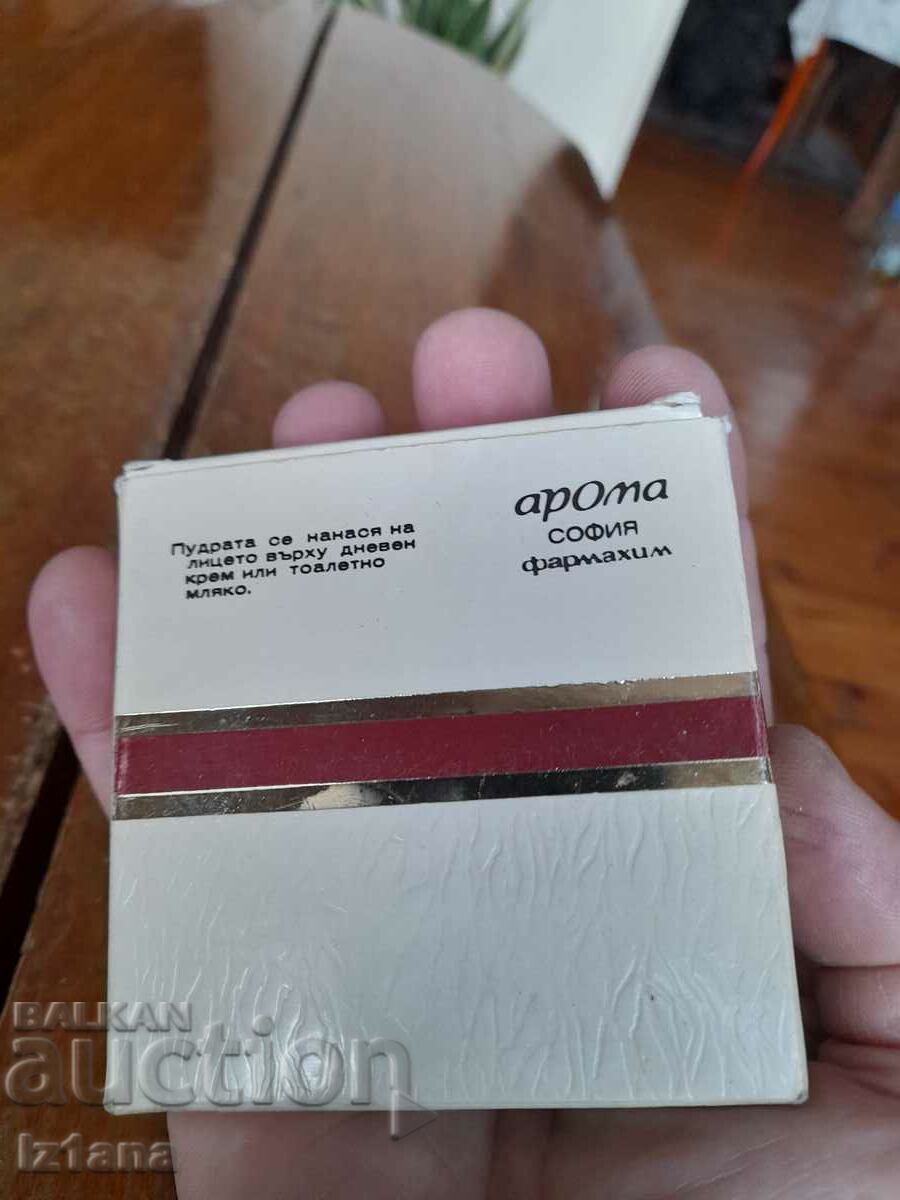 Пудрата се нанася на
лицето върху дневен
крем или тоалетно
мляко.
арома
СОФИЯ
фармахим
BALKAN
auction
Iz1ana